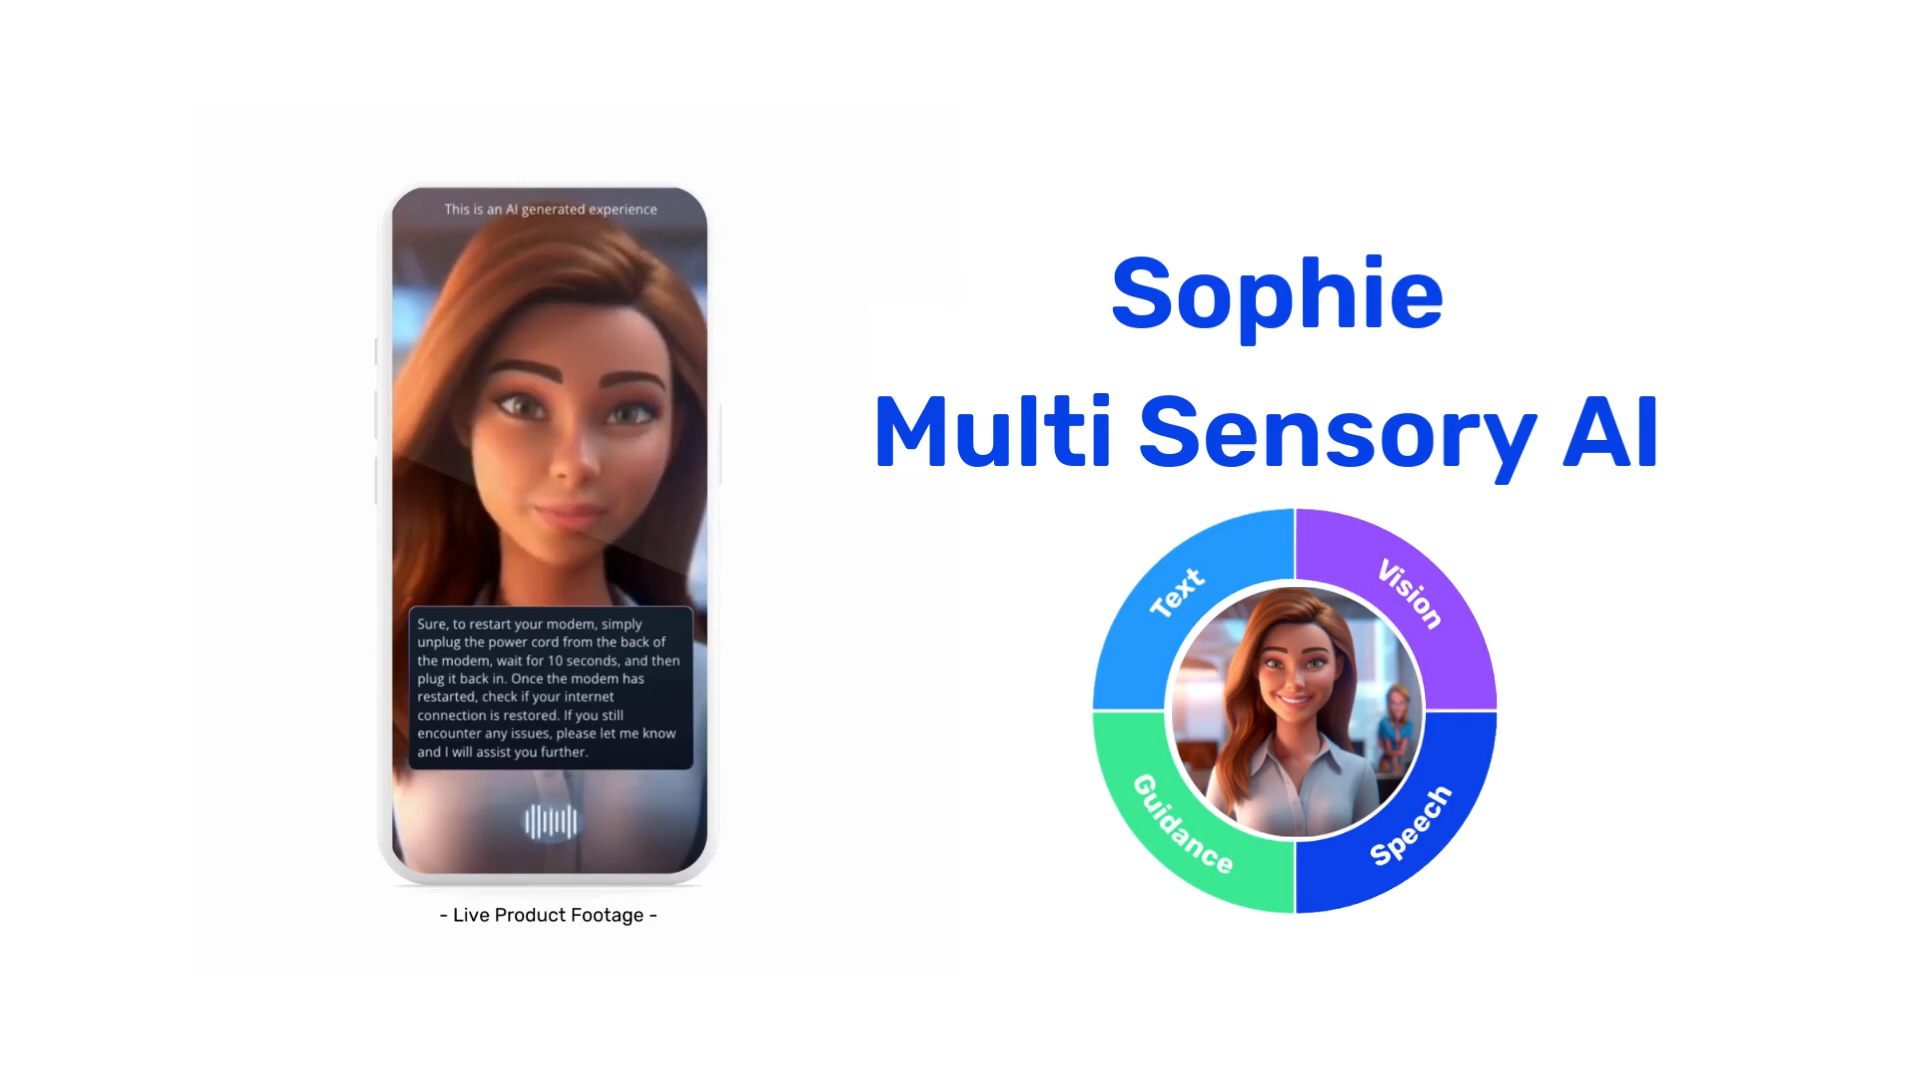 This is an AI generated experience
Sure, to restart your modem, simply
unplug the power cord from the back of
the modem, wait for 10 seconds, and then
plug it back in. Once the modem has
restarted, check if your internet
connection is restored. If you still
encounter any issues, please let me know
and I will assist you further.
- Live Product Footage -
Sophie
Multi Sensory AI
Text
Vision
Guidance
Speech